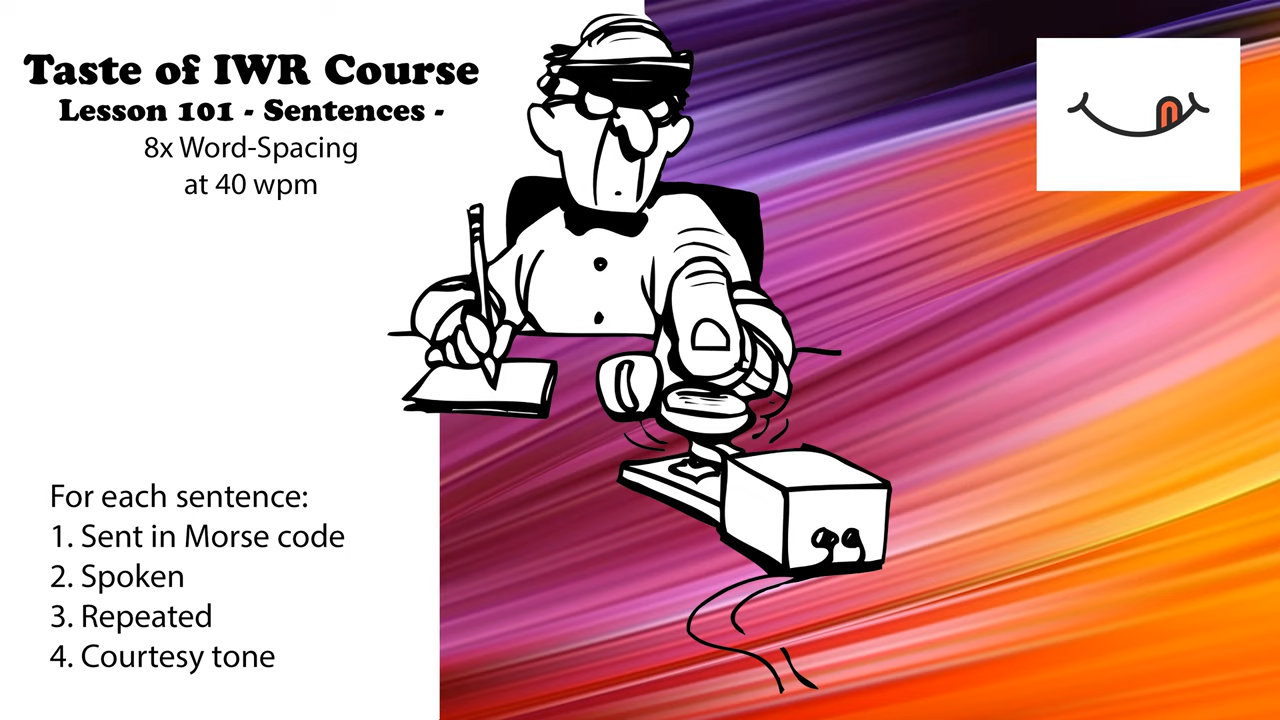 Taste of IWR Course
Lesson 101 - Sentences -
8x Word-Spacing
at 40 wpm
For each sentence:
1. Sent in Morse code
2. Spoken
3. Repeated
4. Courtesy tone